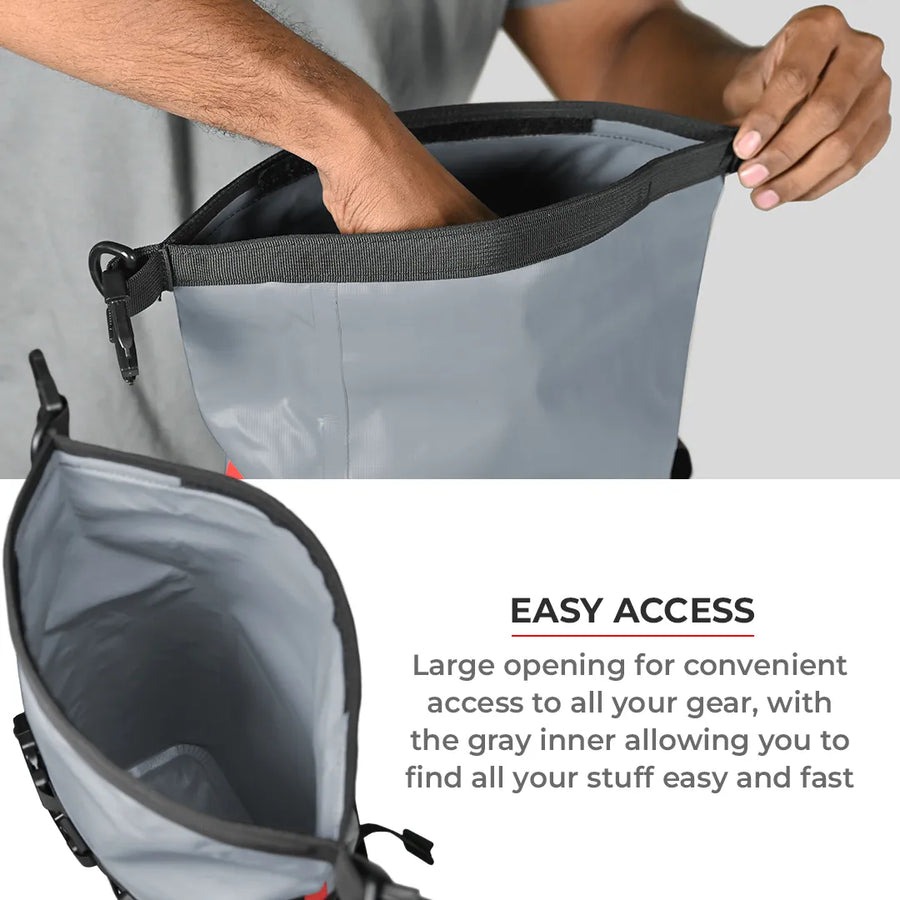 EASY ACCESS
Large opening for convenient
access to all your gear, with
the gray inner allowing you to
find all your stuff easy and fast